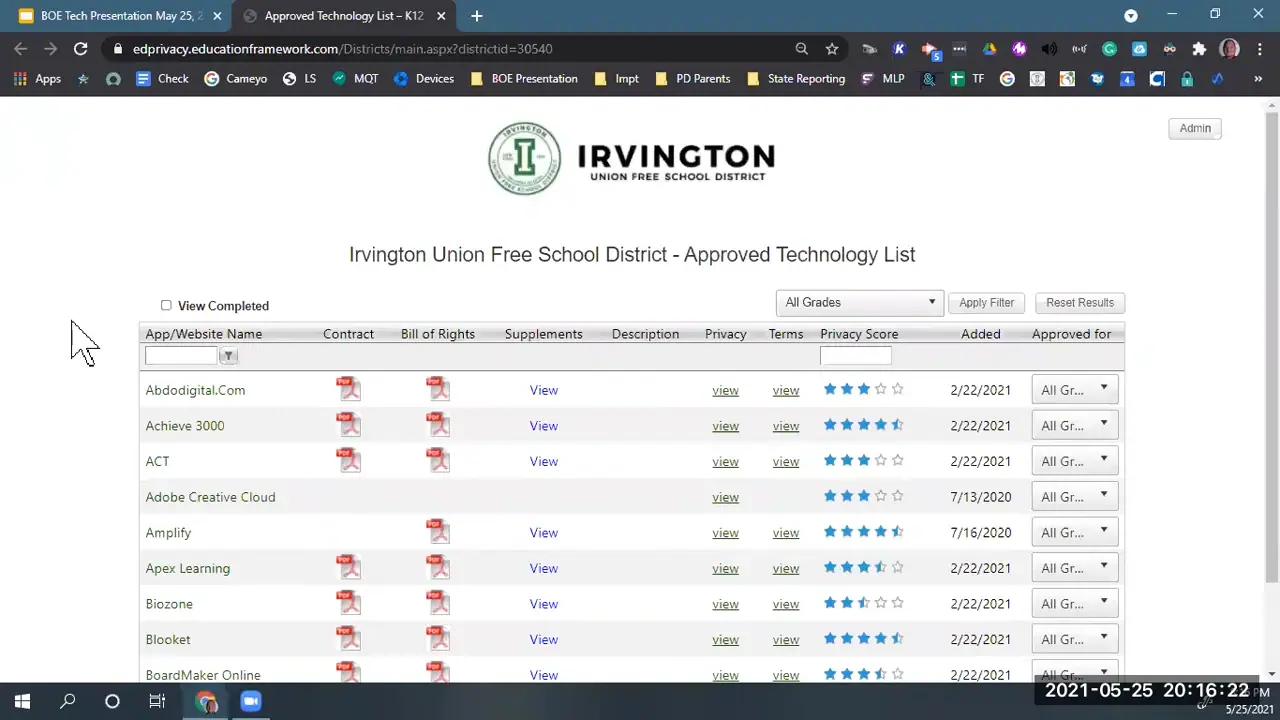 BOE Tech Presentation May 25, 2
Approved Technology List – K12
edprivacy.educationframework.com/Districts/main.aspx?districtid=30540
Apps Check Cameyo LS MQT Devices BOE Presentation Impt PD Parents State Reporting MLP TF
Admin
IRVINGTON
UNION FREE SCHOOL DISTRICT
Irvington Union Free School District - Approved Technology List
View Completed All Grades Apply Filter Reset Results
App/Website Name Contract Bill of Rights Supplements Description Privacy Terms Privacy Score Added Approved for
Abdodigital.Com View view view 2/22/2021 All Gr...
Achieve 3000 View view view 2/22/2021 All Gr...
ACT View view view 2/22/2021 All Gr...
Adobe Creative Cloud view 7/13/2020 All Gr...
Amplify View view view 7/16/2020 All Gr...
Apex Learning View view view 2/22/2021 All Gr...
Biozone View view view 2/22/2021 All Gr...
Blooket View view view 2/22/2021 All Gr...
BoardMaker Online View view view 2/22/2021 All Gr...
2021-05-25 20:16:22 PM
5/25/2021